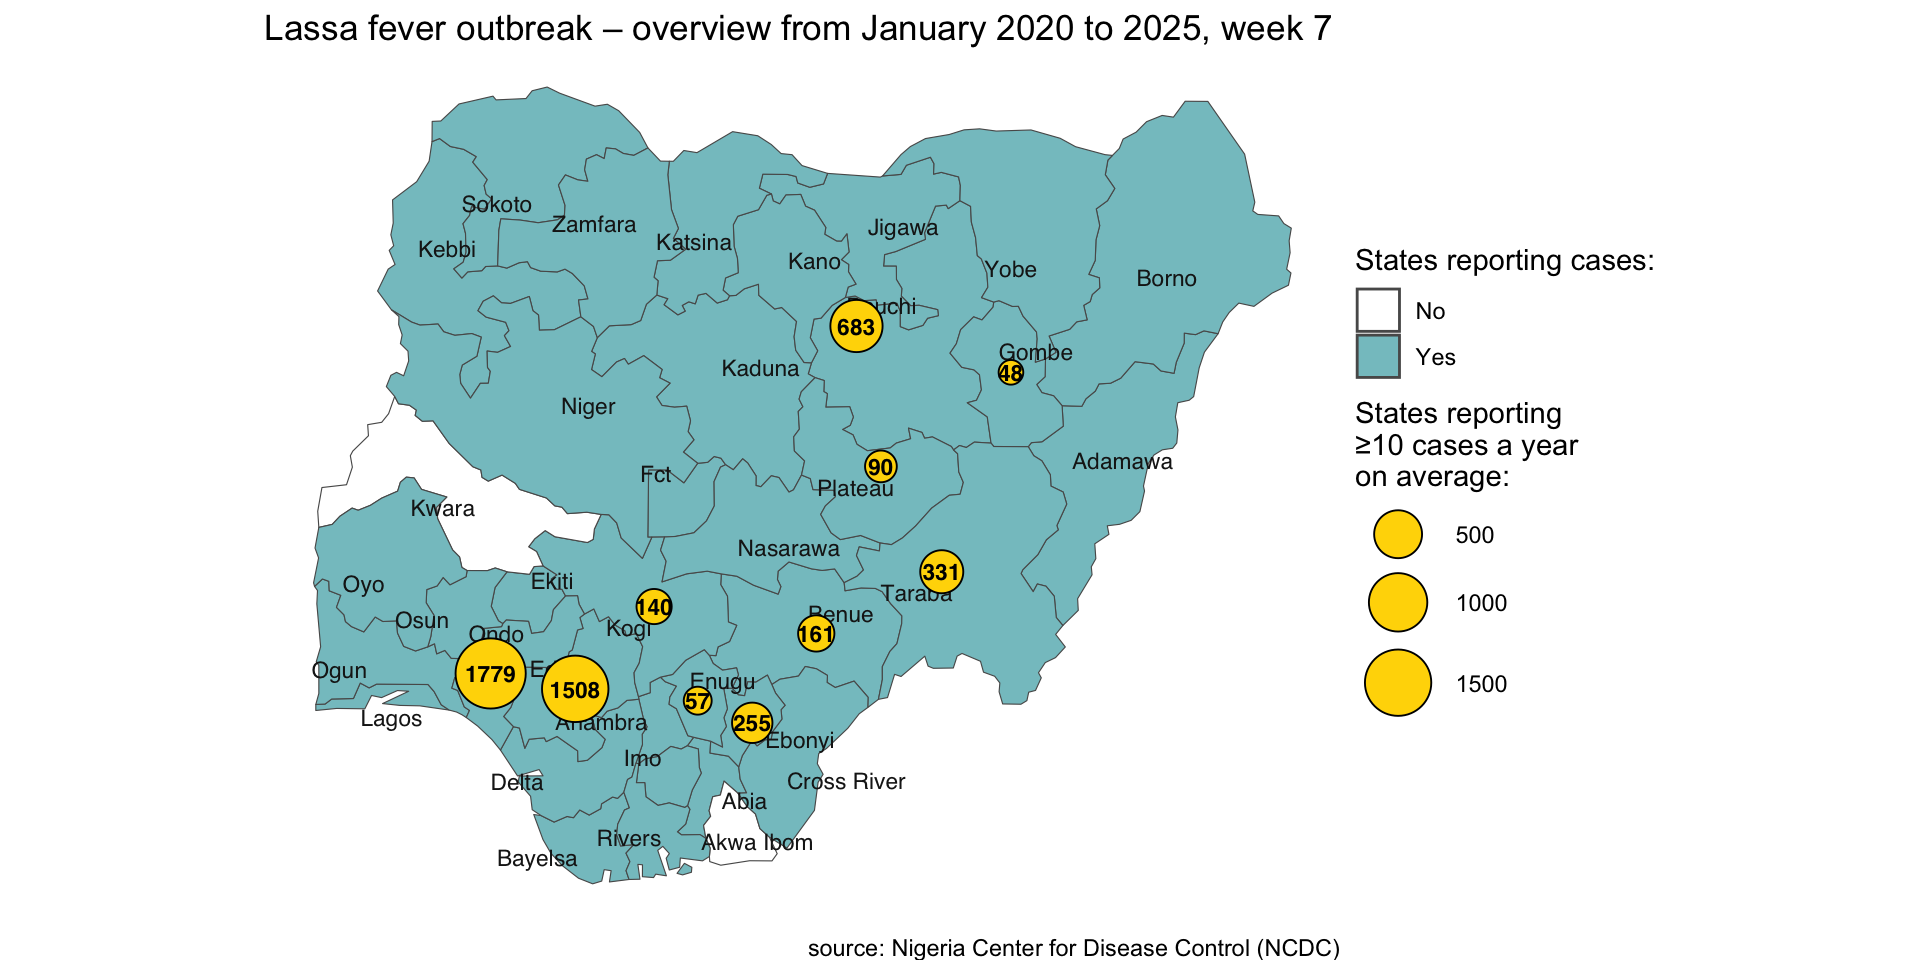 Lassa fever outbreak – overview from January 2020 to 2025, week 7
Sokoto
Zamfara
Katsina
Jigawa
Kebbi
Kano
Yobe
Borno
683
Gombe
48
Kaduna
Niger
Adamawa
Fct
90
Plateau
Kwara
Nasarawa
331
Taraba
Oyo
Ekiti
140
Benue
161
Osun
Kogi
Ondo
Ogun
1779
1508
Enugu
57
255
Lagos
Anambra
Ebonyi
Imo
Delta
Cross River
Abia
Rivers
Akwa Ibom
Bayelsa
States reporting cases:
No
Yes
States reporting
≥10 cases a year
on average:
500
1000
1500
source: Nigeria Center for Disease Control (NCDC)